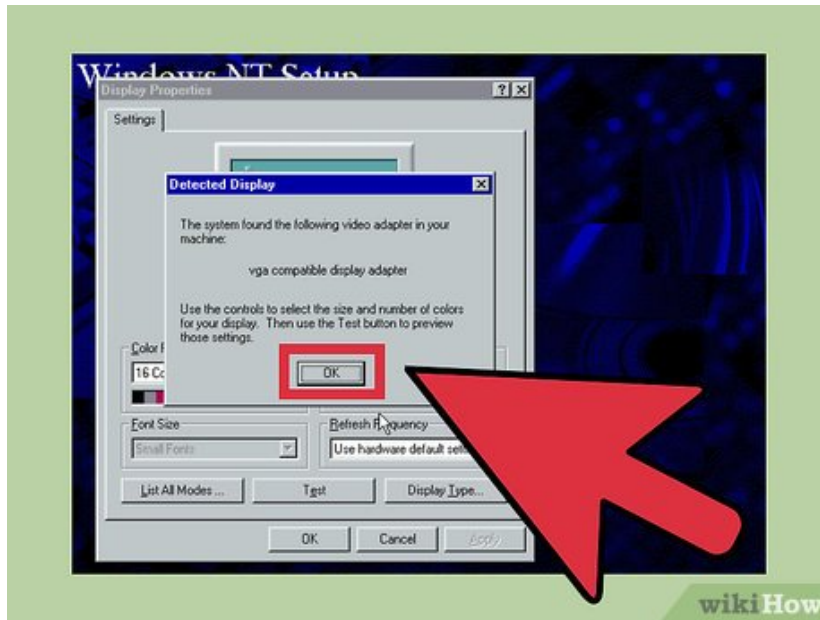 Windows NT Setup
Display Properties
Settings
Detected Display
The system found the following video adapter in your
machine:
vga compatible display adapter
Use the controls to select the size and number of colors
for your display. Then use the Test button to preview
those settings.
OK
Color
16
Font Size
Small Fonts
Refresh Frequency
Use hardware default
List All Modes ...
Test
Display Type...
OK
Cancel
Apply
wikiHow